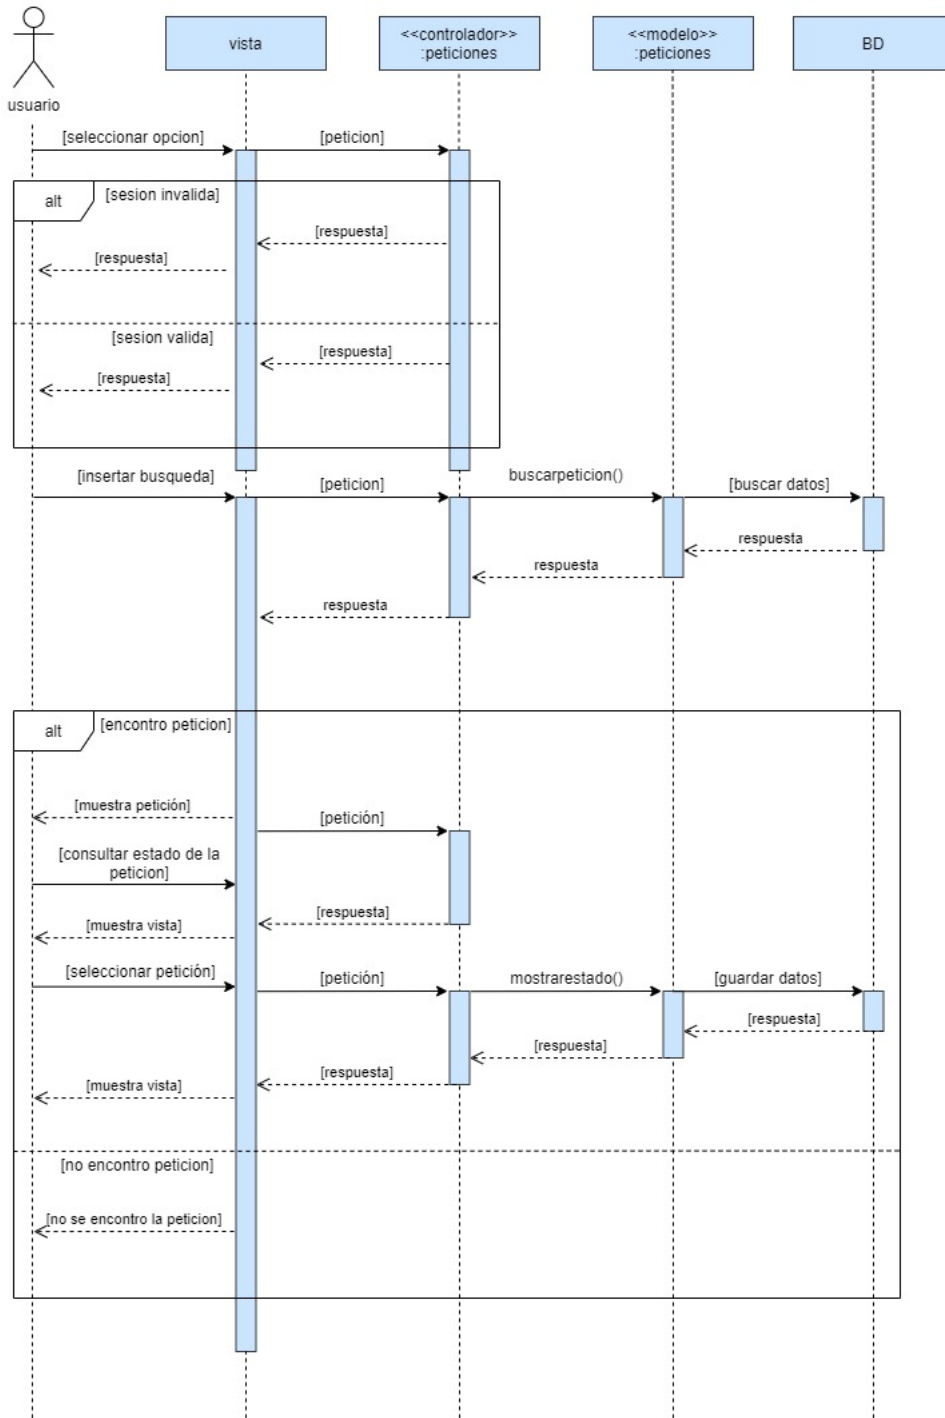 usuario
vista
<<controlador>>
:peticiones
<<modelo>>
:peticiones
BD
[seleccionar opcion]
[peticion]
alt
[sesion invalida]
[respuesta]
[respuesta]
[sesion valida]
[respuesta]
[respuesta]
[insertar busqueda]
[peticion]
buscarpeticion()
[buscar datos]
respuesta
respuesta
respuesta
alt
[encontro peticion]
[muestra petición]
[petición]
[consultar estado de la
peticion]
[respuesta]
[muestra vista]
[seleccionar petición]
[petición]
mostrarestado()
[guardar datos]
[respuesta]
[respuesta]
[respuesta]
[muestra vista]
[no encontro peticion]
[no se encontro la peticion]